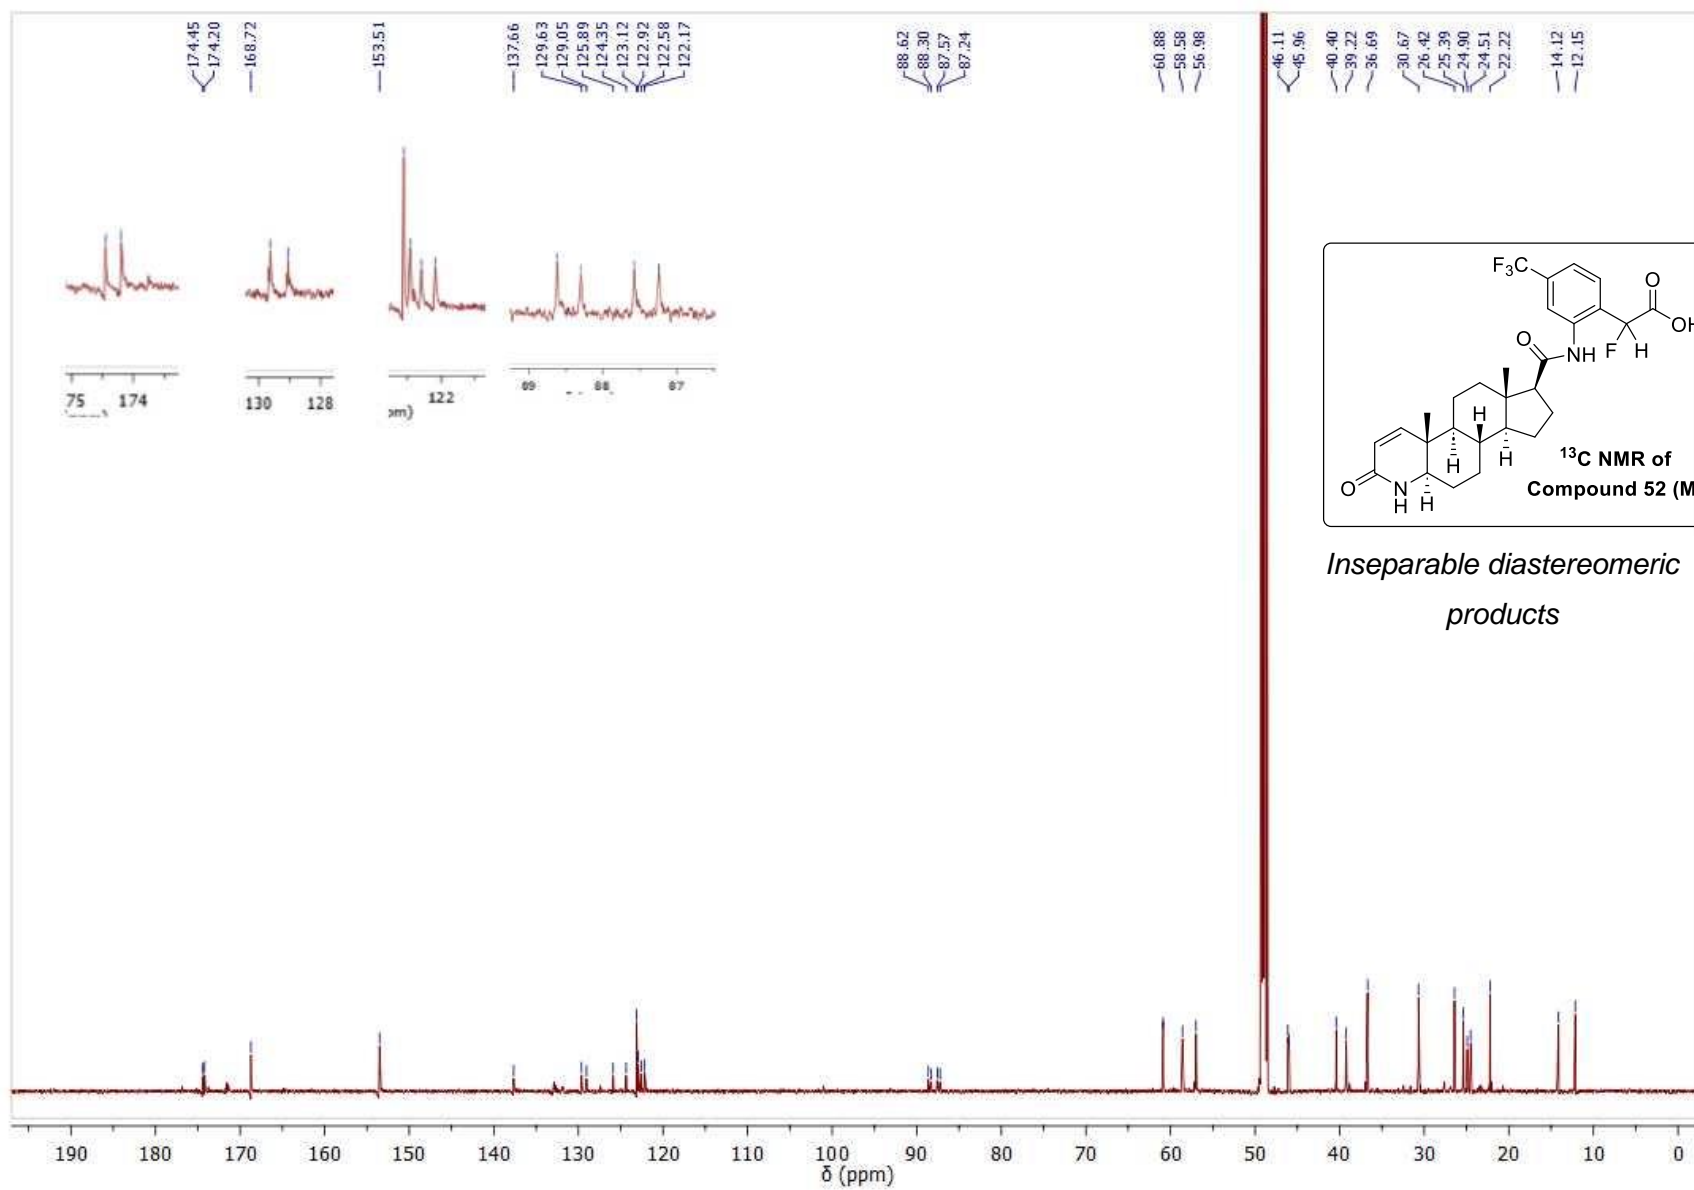 174.45
174.20
168.72
153.51
137.66
129.63
129.05
125.89
124.35
123.12
122.92
122.58
122.17
88.62
88.30
87.57
87.24
60.88
58.58
56.98
46.11
45.96
40.40
39.22
36.69
30.67
26.42
25.39
24.90
24.51
22.22
14.12
12.15
75 174
130 128
122
pm)
89 88 87
F3C
O
OH
F H
O
NH
H
H
H
O
N
H
H
13C NMR of
Compound 52 (M
Inseparable diastereomeric
products
190 180 170 160 150 140 130 120 110 100 90 80 70 60 50 40 30 20 10 0
δ (ppm)